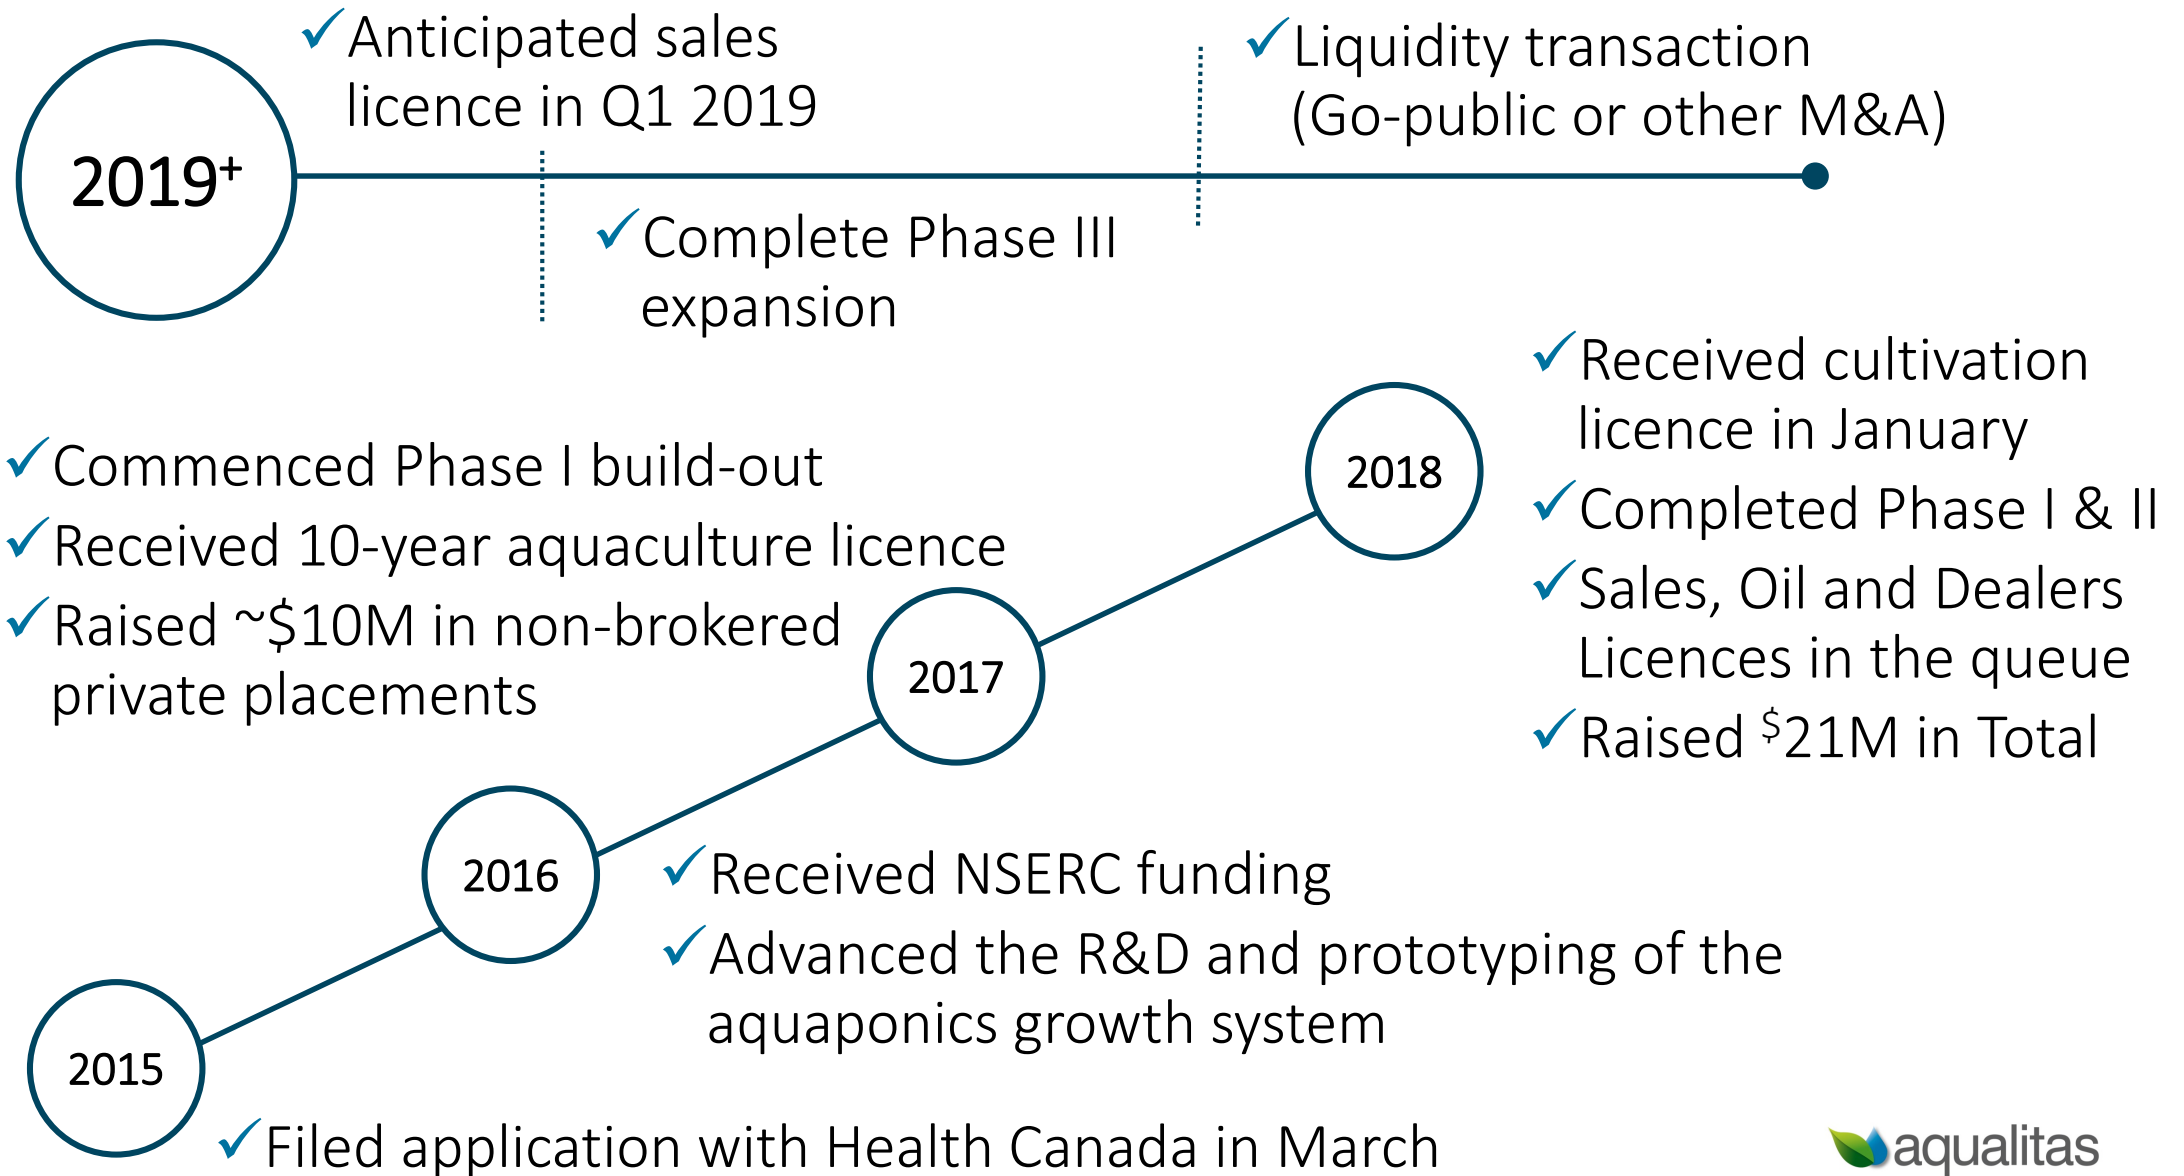 Anticipated sales
licence in Q1 2019
Liquidity transaction
(Go-public or other M&A)
2019+
Complete Phase III
expansion
Received cultivation
licence in January
Completed Phase I & II
Sales, Oil and Dealers
Licences in the queue
Raised $21M in Total
2018
Commenced Phase I build-out
Received 10-year aquaculture licence
Raised ~$10M in non-brokered
private placements
2017
2016
Received NSERC funding
Advanced the R&D and prototyping of the
aquaponics growth system
2015
Filed application with Health Canada in March
aqualitas